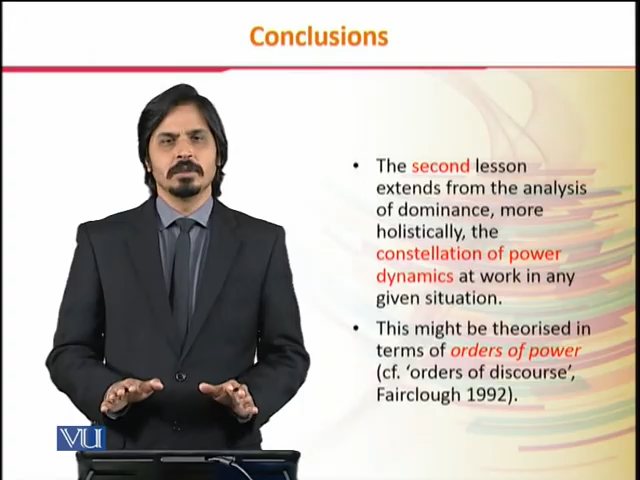 Conclusions
• The second lesson
extends from the analysis
of dominance, more
holistically, the
constellation of power
dynamics at work in any
given situation.
• This might be theorised in
terms of orders of power
(cf. ‘orders of discourse’,
Fairclough 1992).
VU